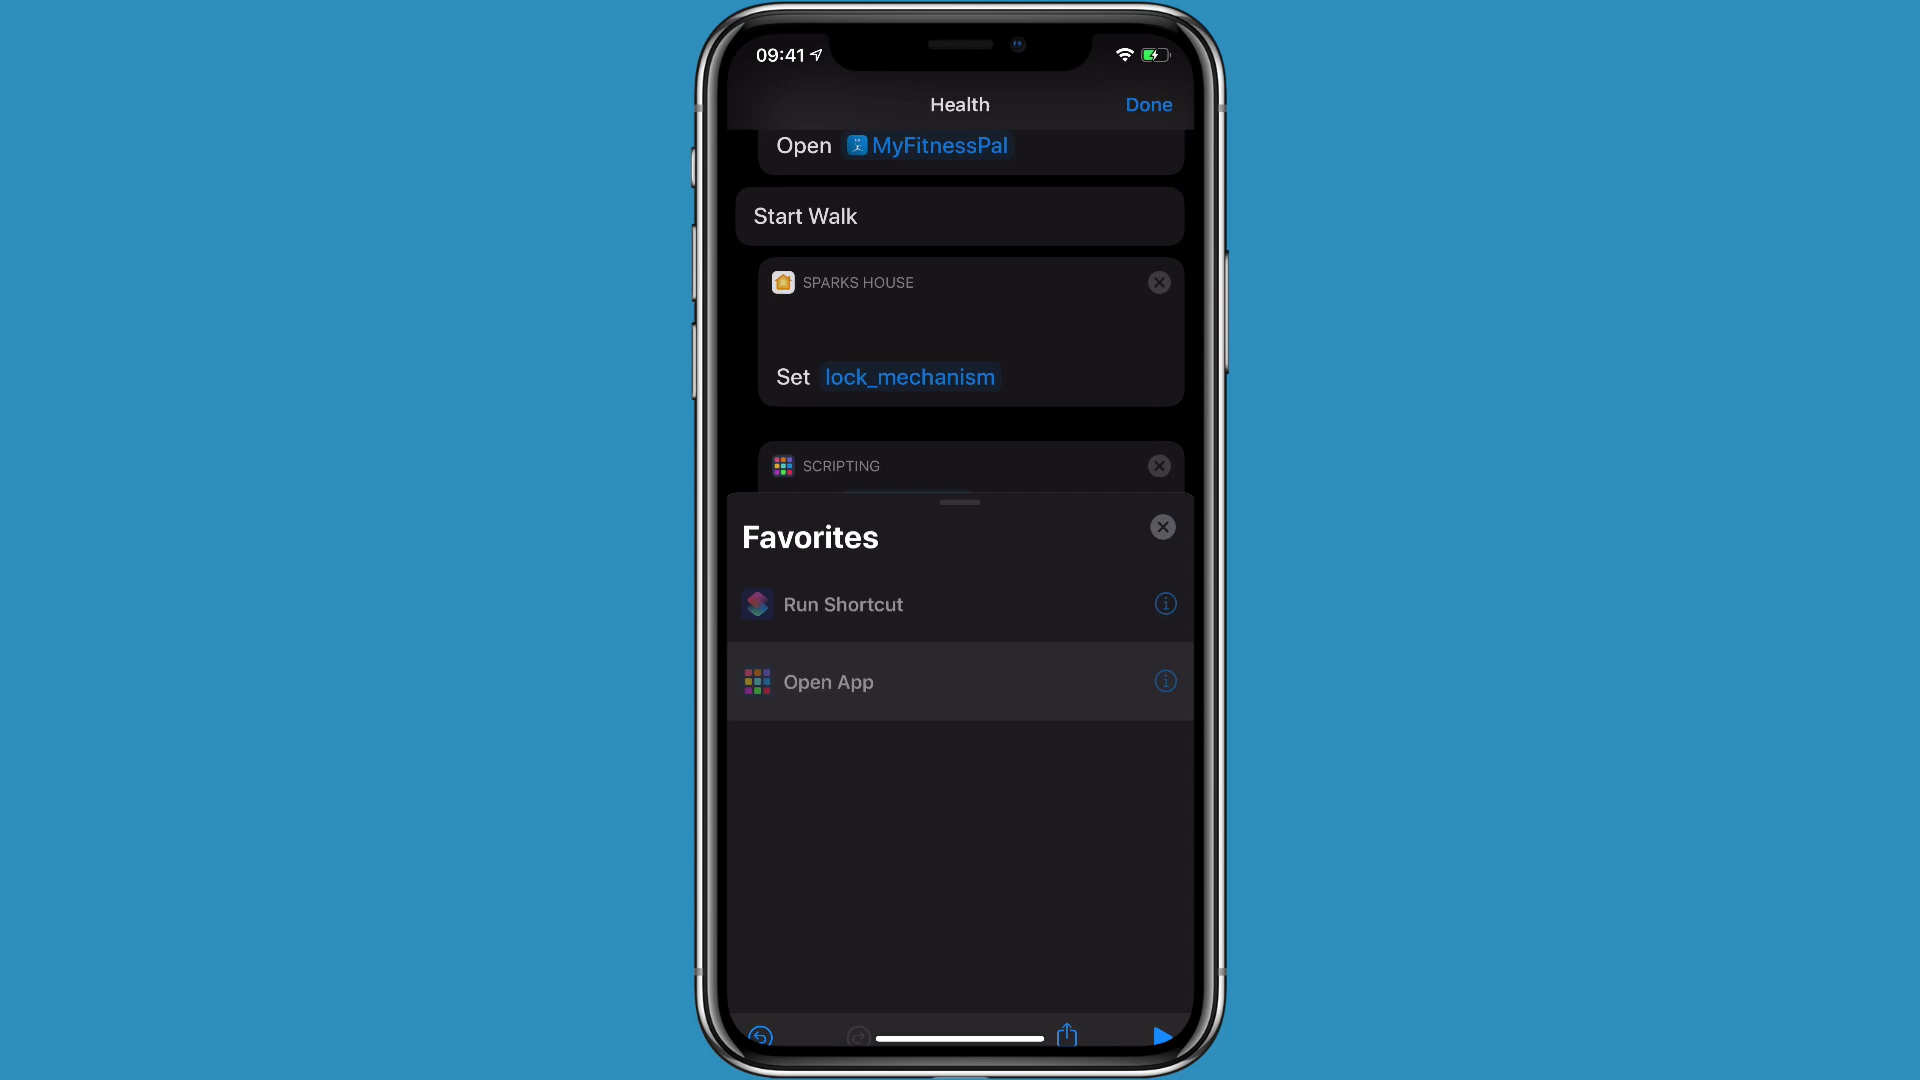 09:41
Health
Done
Open MyFitnessPal
Start Walk
SPARKS HOUSE
Set lock_mechanism
SCRIPTING
Favorites
Run Shortcut
Open App